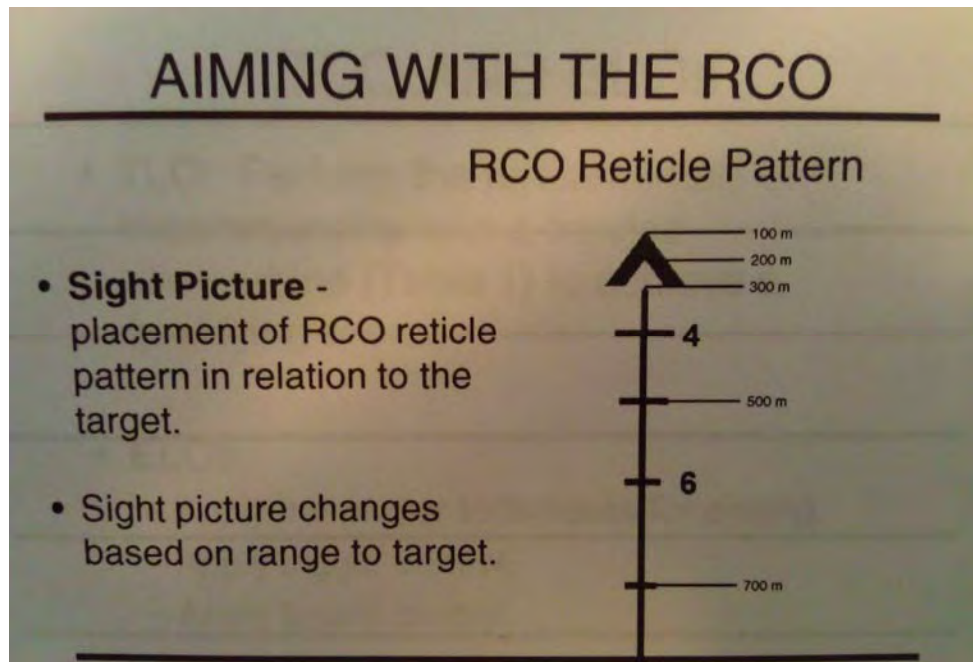 AIMING WITH THE RCO
RCO Reticle Pattern
• Sight Picture -
placement of RCO reticle
pattern in relation to the
target.
• Sight picture changes
based on range to target.
100 m
200 m
300 m
4
500 m
6
700 m